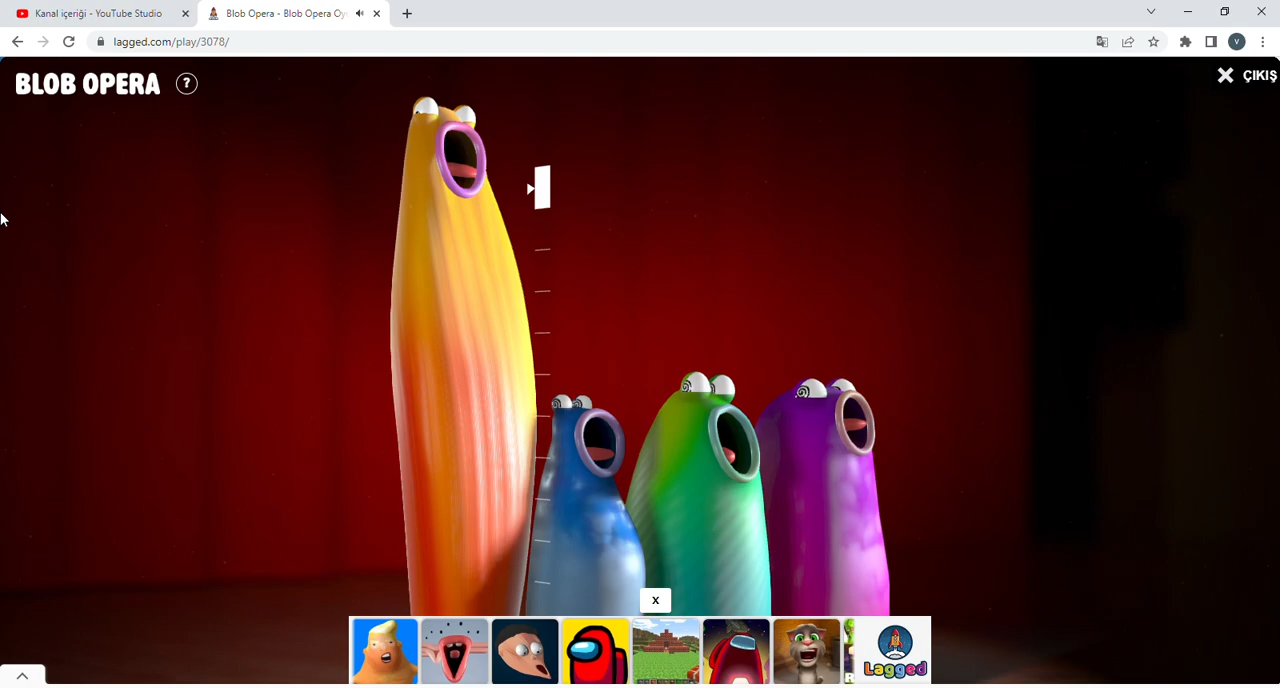 Kanal içeriği - YouTube Studio
Blob Opera - Blob Opera Oy
lagged.com/play/3078/
V
BLOB OPERA ?
ÇIKIŞ
x
Lagged